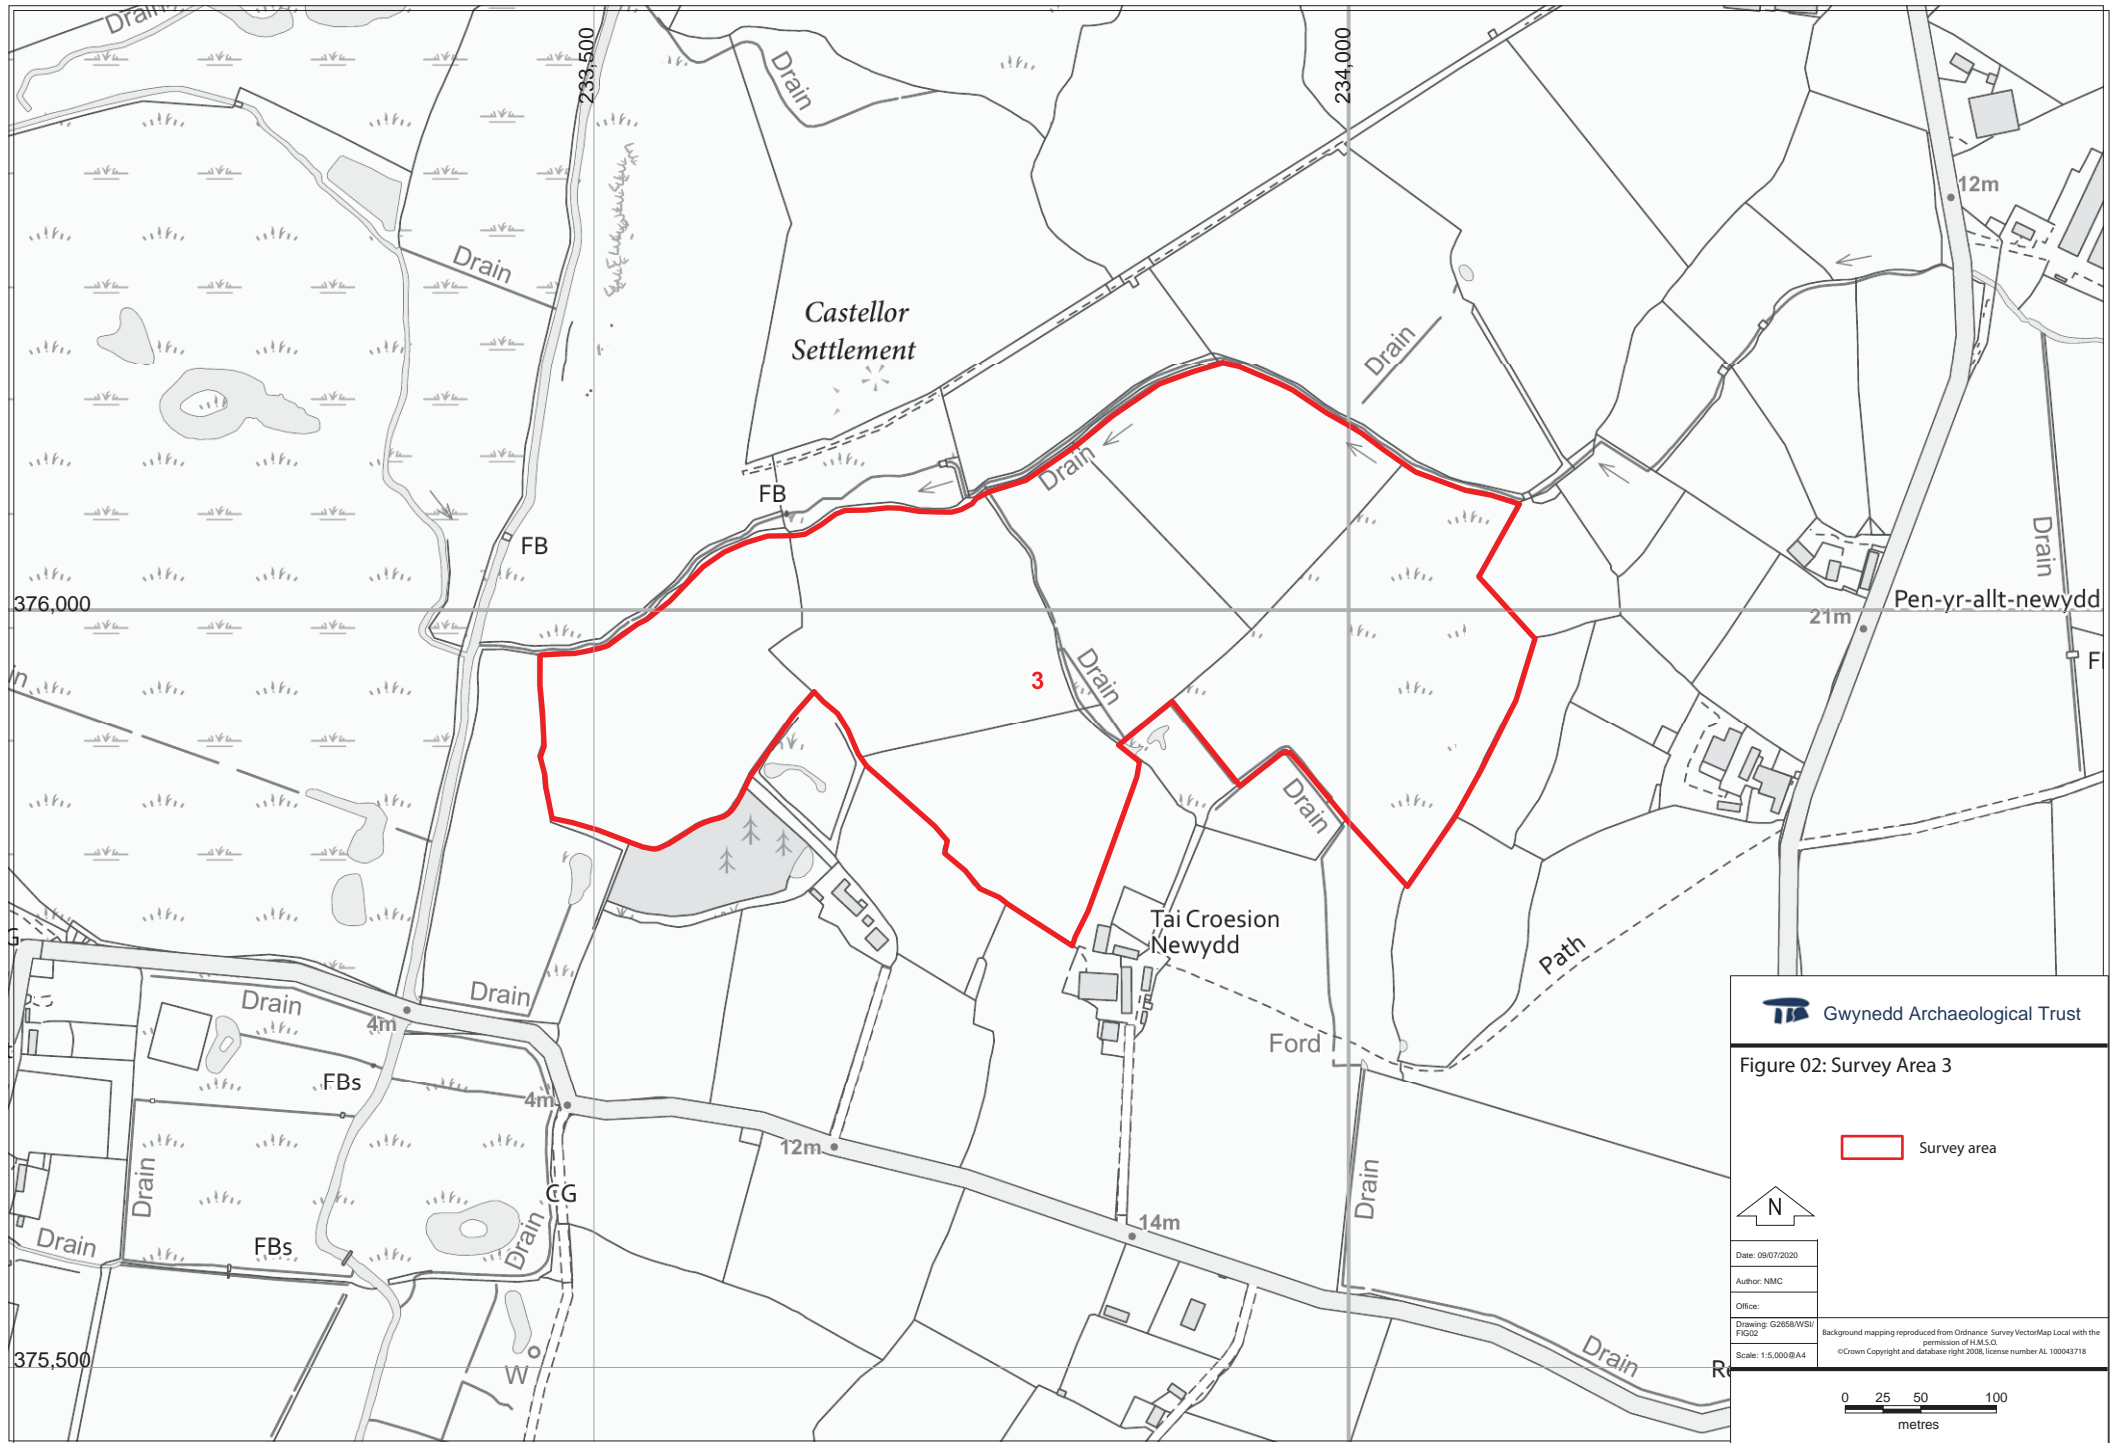 Drain
233,500
234,000
Drain
12m
Drain
Castellor
Settlement
Drain
Drain
FB
FB
Drain
376,000
Pen-yr-allt-newydd
21m
3
Drain
Drain
Tai Croesion
Newydd
Path
Drain
Drain
4m
Ford
FBs
4m
12m
Drain
CG
Drain
14m
Drain
FBs
Drain
Drain
375,500
W
Gwynedd Archaeological Trust
Figure 02: Survey Area 3
Survey area
N
Date: 09/07/2020
Author: NMC
Office:
Drawing: G2658/WSI/
FIG02
Scale: 1:5,000@A4
Background mapping reproduced from Ordnance Survey VectorMap Local with the
permission of H.M.S.O.
©Crown Copyright and database right 2008, license number AL 100043718
0 25 50 100
metres